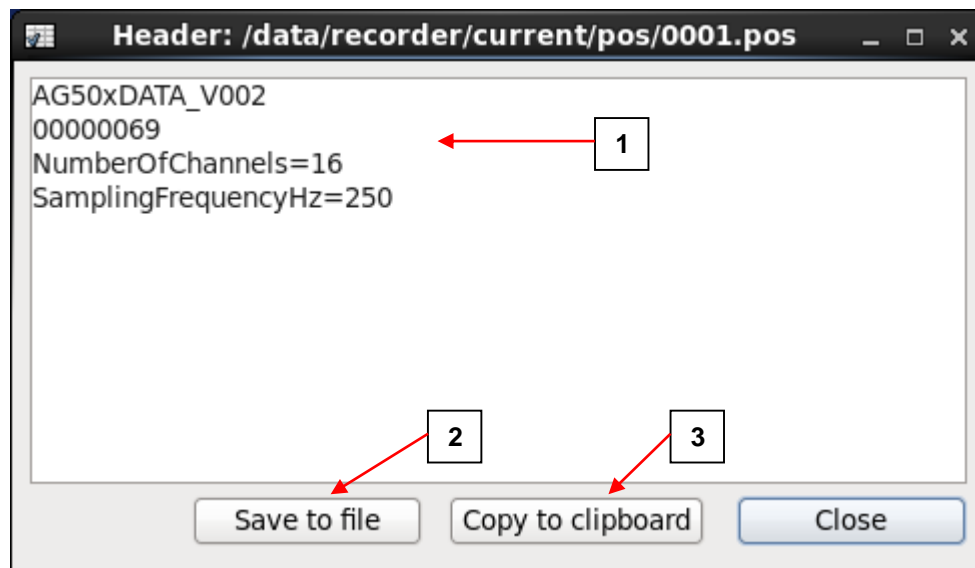 Header: /data/recorder/current/pos/0001.pos
AG50xDATA_V002
00000069
NumberOfChannels=16
SamplingFrequencyHz=250
1
2
3
Save to file
Copy to clipboard
Close